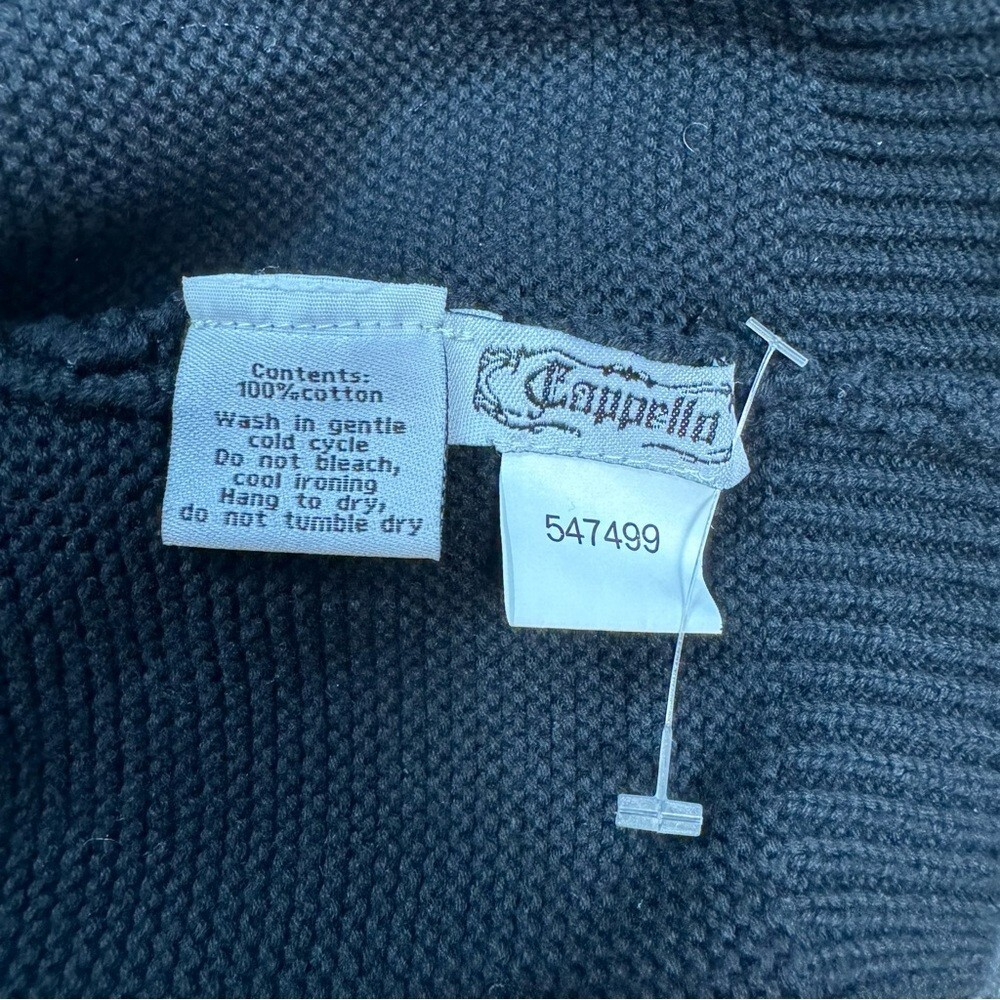 Contents:
100%cotton
Wash in gentle
cold cycle
Do not bleach,
cool ironing
Hang to dry,
do not tumble dry
Cappella
547499